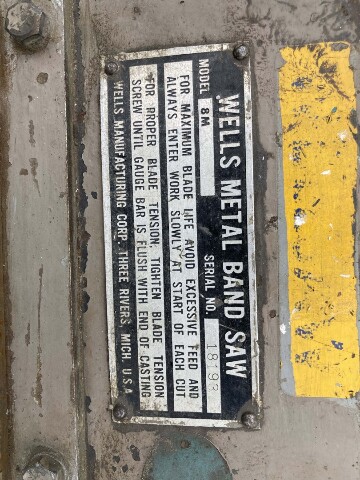 WELLS METAL BAND SAW
MODEL 8M SERIAL NO. 18193
FOR MAXIMUM BLADE LIFE AVOID EXCESSIVE FEED AND
ALWAYS ENTER WORK SLOWLY AT START OF EACH CUT
FOR PROPER BLADE TENSION; TIGHTEN BLADE TENSION
SCREW UNTIL GAUGE BAR IS FLUSH WITH END OF CASTING
WELLS MANUFACTURING CORP. THREE RIVERS, MICH. U.S.A